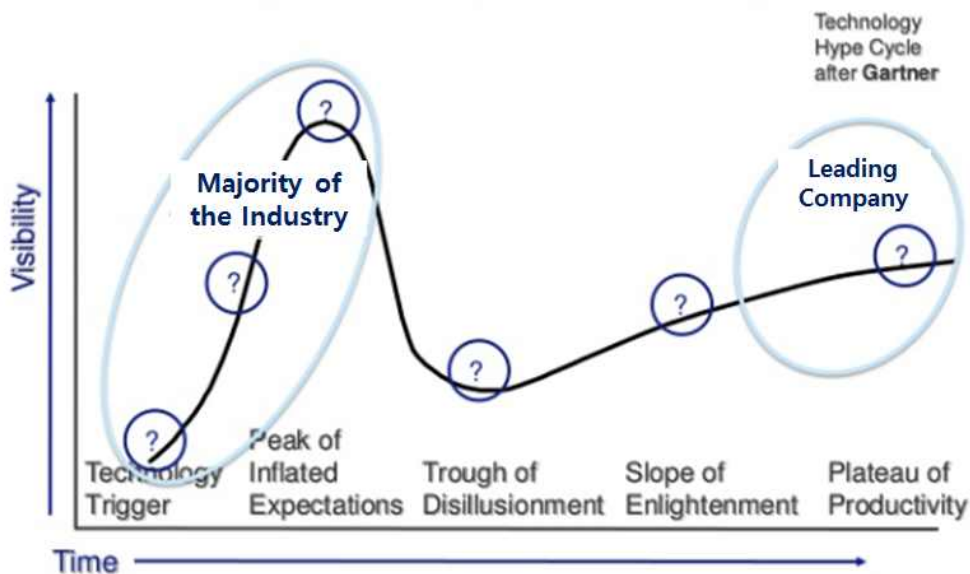 Technology
Hype Cycle
after Gartner
?
Majority of
the Industry
Leading
Company
Visibility
?
?
?
?
?
Technology
Trigger
Peak of
Inflated
Expectations
Trough of
Disillusionment
Slope of
Enlightenment
Plateau of
Productivity
Time